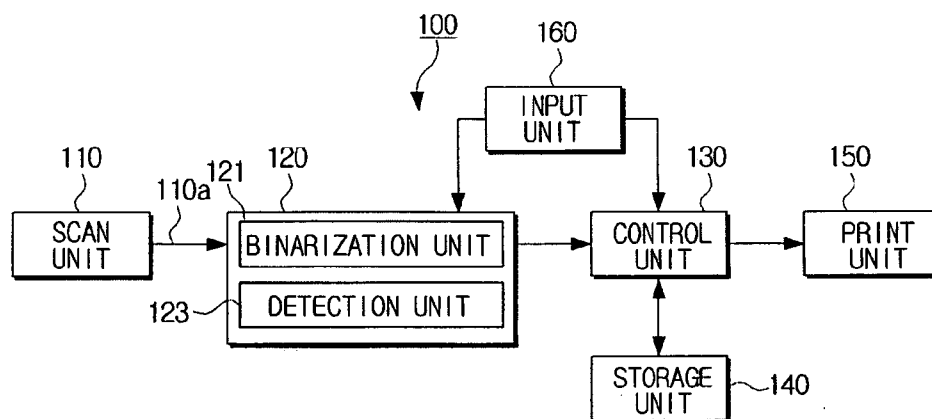 100
160
INPUT
UNIT
110
110a
121
120
130
150
SCAN
UNIT
BINARIZATION UNIT
CONTROL
UNIT
PRINT
UNIT
123
DETECTION UNIT
STORAGE
UNIT
140